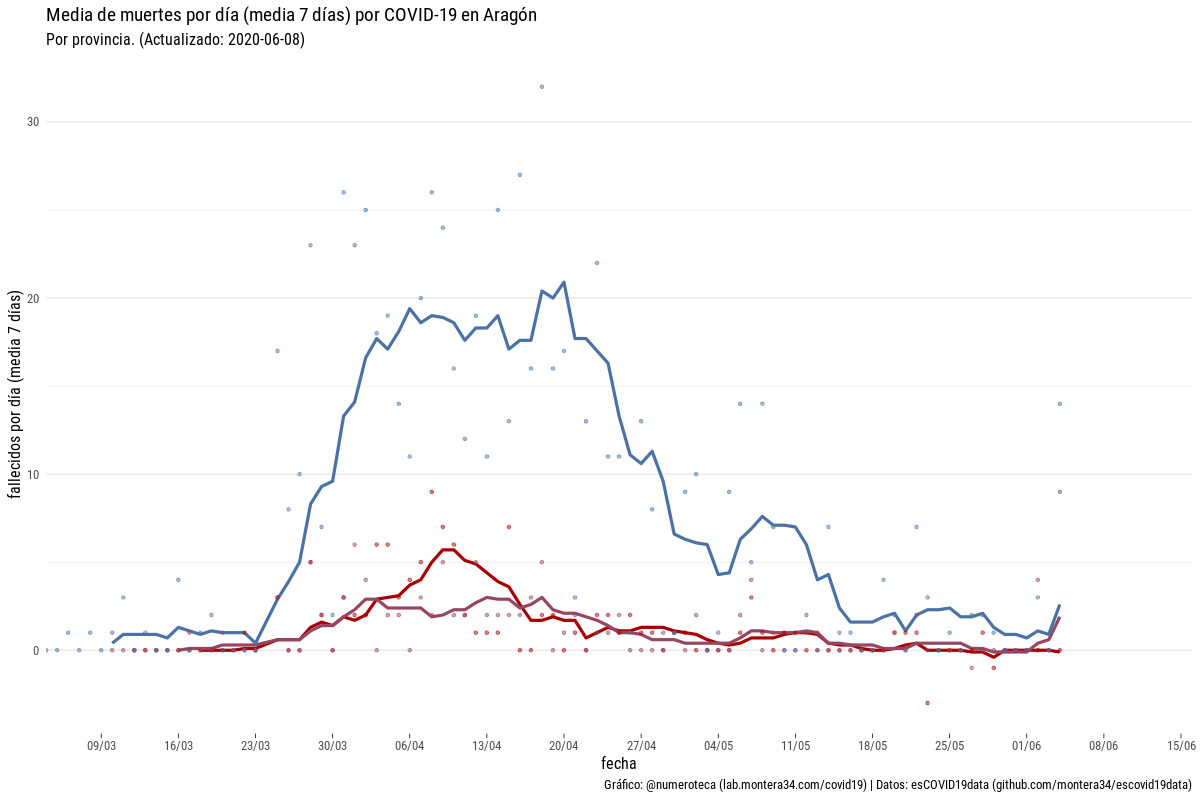 Media de muertes por día (media 7 días) por COVID-19 en Aragón
Por provincia. (Actualizado: 2020-06-08)
fallecidos por día (media 7 días)
30
20
10
0
09/03 16/03 23/03 30/03 06/04 13/04 20/04 27/04 04/05 11/05 18/05 25/05 01/06 08/06 15/06
fecha
Gráfico: @numeroteca (lab.montera34.com/covid19) | Datos: esCOVID19data (github.com/montera34/escovid19data)